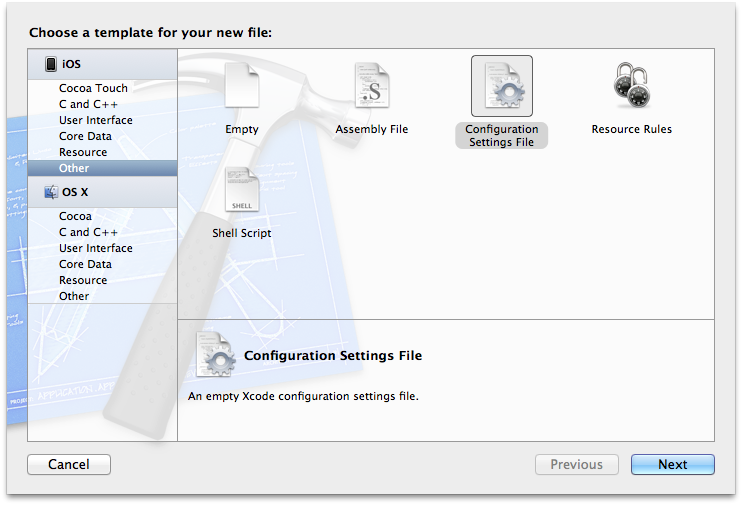 Choose a template for your new file:
iOS
Cocoa Touch
C and C++
User Interface
Core Data
Resource
Other
OS X
Cocoa
C and C++
User Interface
Core Data
Resource
Other
Empty
Assembly File
Configuration
Settings File
Resource Rules
Shell Script
.S
SHELL
Configuration Settings File
An empty Xcode configuration settings file.
Cancel
Previous
Next